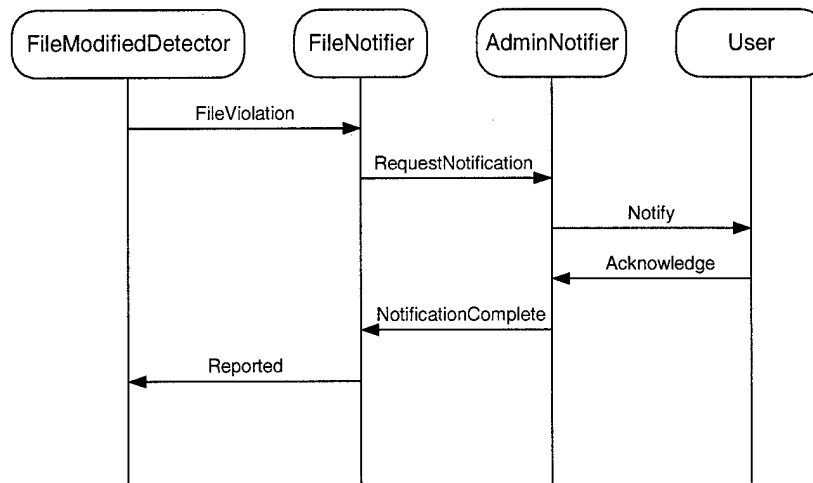 FileModifiedDetector
FileNotifier
AdminNotifier
User
FileViolation
RequestNotification
Notify
Acknowledge
NotificationComplete
Reported